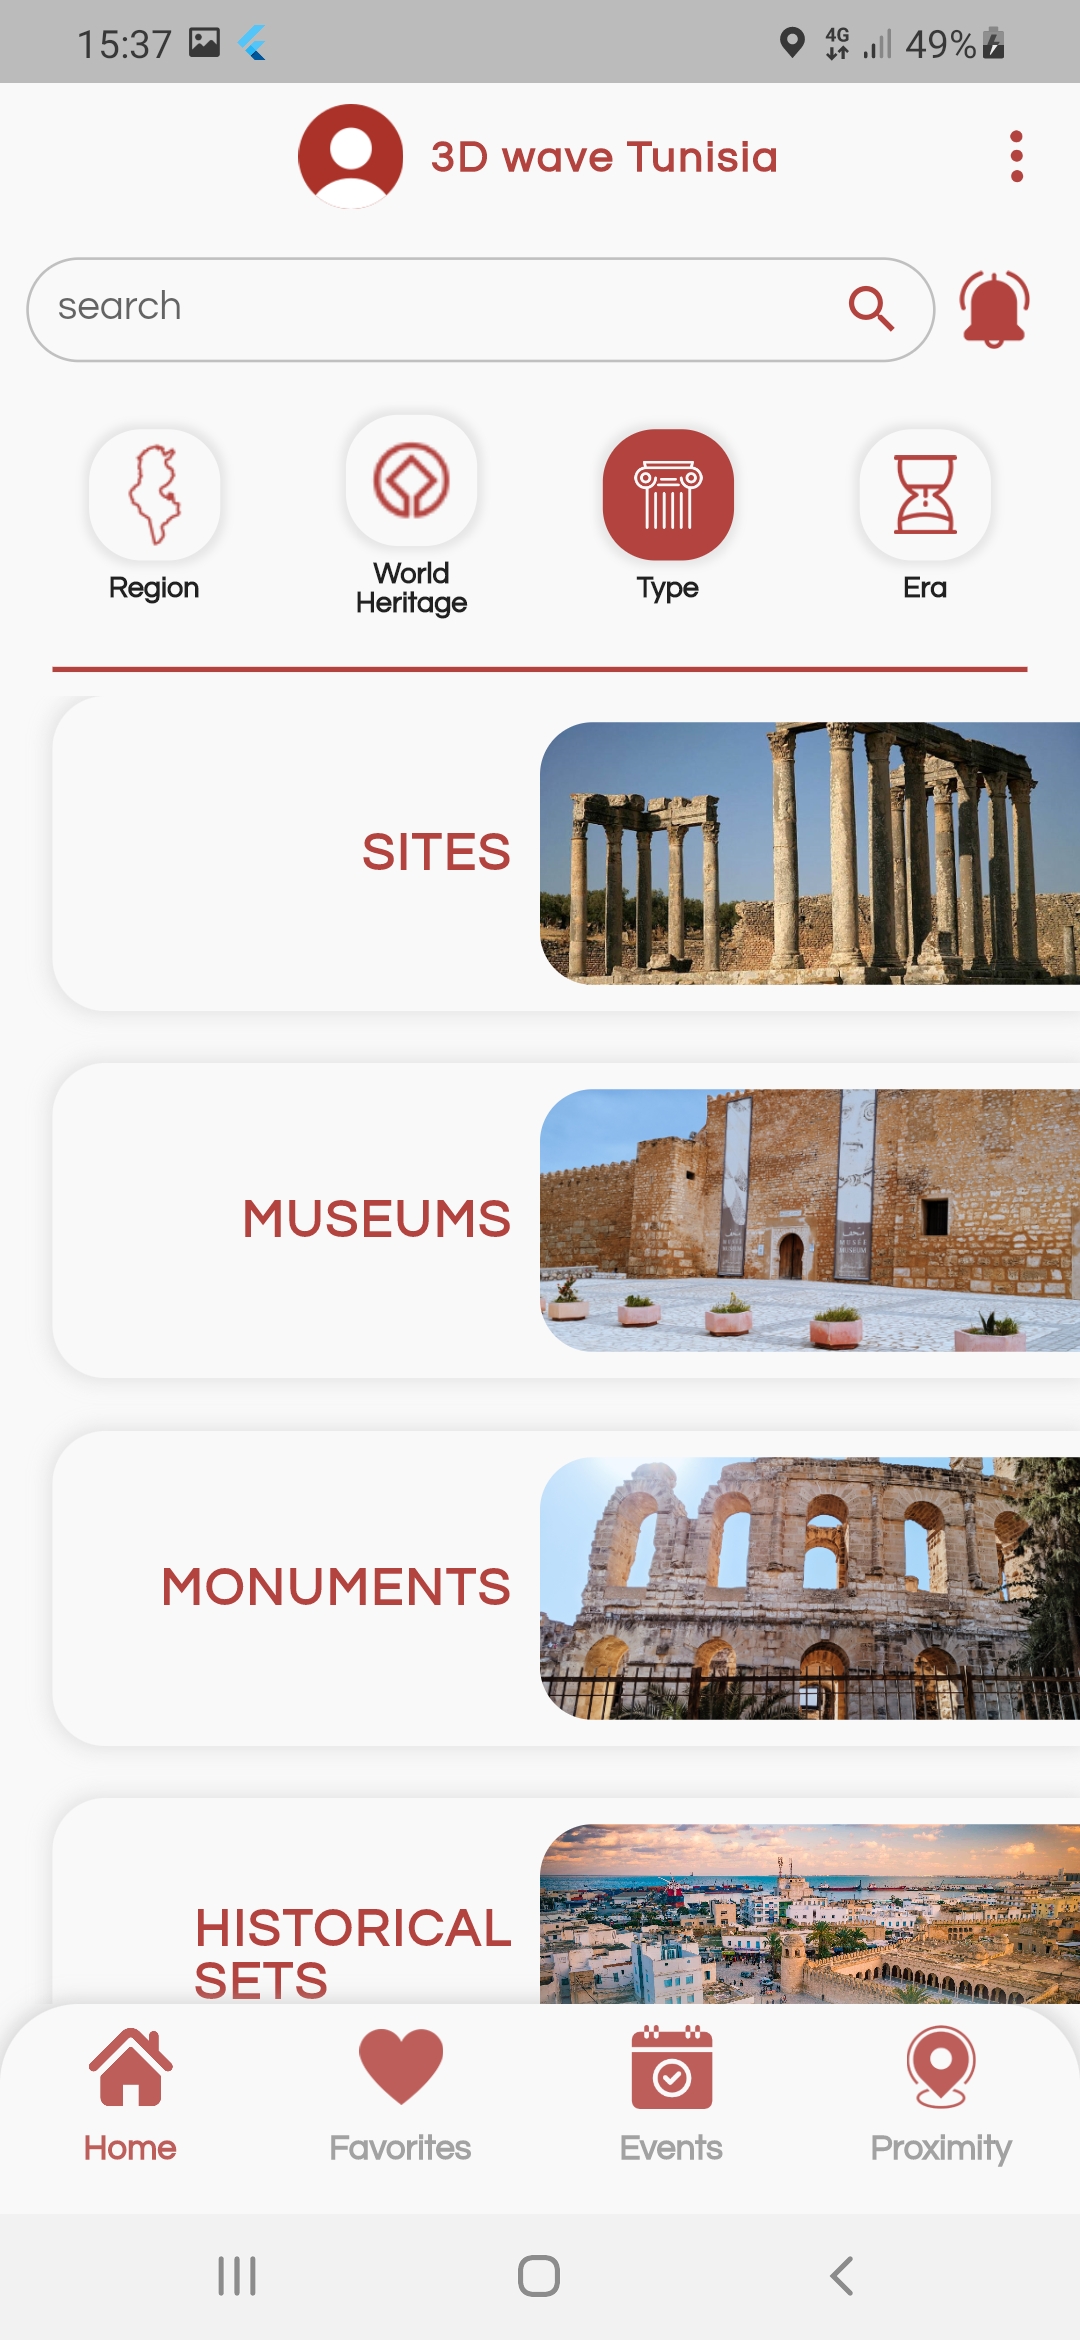 15:37
4G
49%
3D wave Tunisia
search
Region
World
Heritage
Type
Era
SITES
MUSEUMS
MONUMENTS
HISTORICAL
SETS
Home
Favorites
Events
Proximity